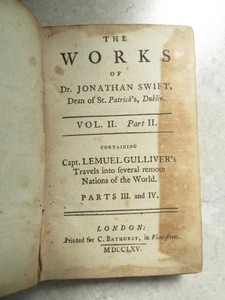 THE
WORKS
OF
Dr. JONATHAN SWIFT,
Dean of St. Patrick's, Dublin.
VOL. II. Part II.
CONTAINING
Capt. LEMUEL GULLIVER's
Travels into several remote
Nations of the World.
PARTS III. and IV.
LONDON:
Printed for C. BATHURST, in Fleet-street.
MDCCLXV.